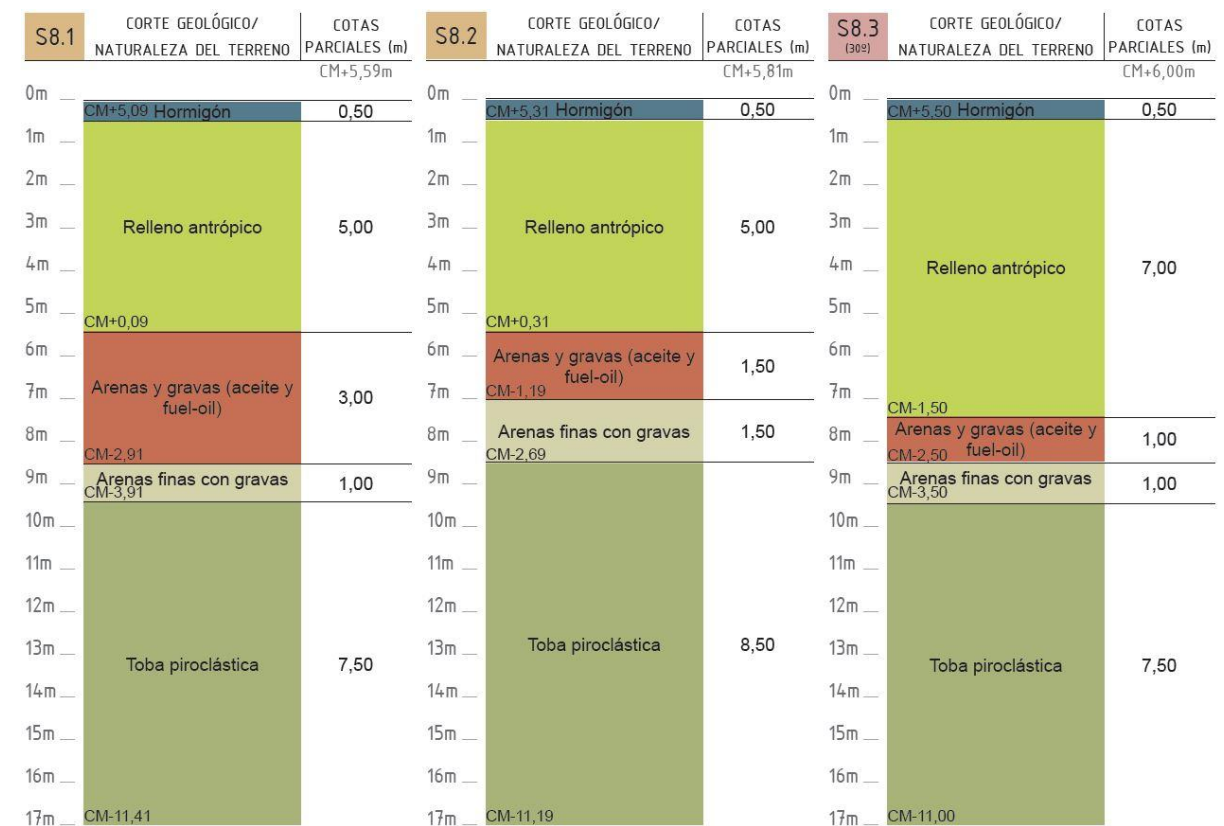 S8.1
CORTE GEOLÓGICO/
NATURALEZA DEL TERRENO
COTAS
PARCIALES (m)
CM+5,59m
0m
CM+5,09 Hormigón
0,50
1m
2m
3m
Relleno antrópico
5,00
4m
5m
CM+0,09
6m
7m
Arenas y gravas (aceite y
fuel-oil)
3,00
8m
CM-2,91
9m
Arenas finas con gravas
1,00
CM-3,91
10m
11m
12m
13m
Toba piroclástica
7,50
14m
15m
16m
17m
CM-11,41
S8.2
CORTE GEOLÓGICO/
NATURALEZA DEL TERRENO
COTAS
PARCIALES (m)
CM+5,81m
0m
CM+5,31 Hormigón
0,50
1m
2m
3m
Relleno antrópico
5,00
4m
5m
CM+0,31
6m
Arenas y gravas (aceite y
fuel-oil)
1,50
7m
CM-1,19
8m
Arenas finas con gravas
1,50
CM-2,69
9m
10m
11m
12m
13m
Toba piroclástica
8,50
14m
15m
16m
17m
CM-11,19
S8.3
(30º)
CORTE GEOLÓGICO/
NATURALEZA DEL TERRENO
COTAS
PARCIALES (m)
CM+6,00m
0m
CM+5,50 Hormigón
0,50
1m
2m
3m
4m
Relleno antrópico
7,00
5m
6m
7m
CM-1,50
8m
Arenas y gravas (aceite y
fuel-oil)
1,00
CM-2,50
9m
Arenas finas con gravas
1,00
CM-3,50
10m
11m
12m
13m
Toba piroclástica
7,50
14m
15m
16m
17m
CM-11,00